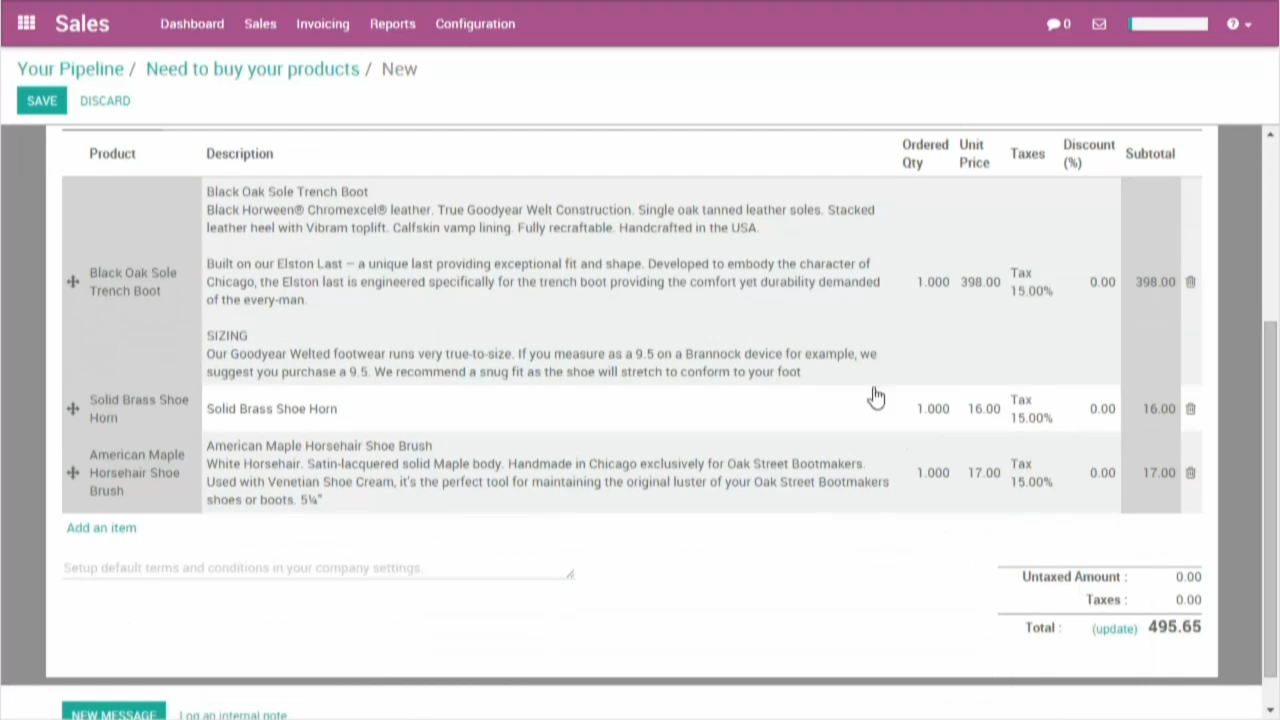 Sales Dashboard Sales Invoicing Reports Configuration 0
Your Pipeline / Need to buy your products / New
SAVE DISCARD
Product Description Ordered Qty Unit Price Taxes Discount (%) Subtotal
Black Oak Sole Trench Boot
Black Oak Sole Trench Boot
Black Horween® Chromexcel® leather. True Goodyear Welt Construction. Single oak tanned leather soles. Stacked
leather heel with Vibram toplift. Calfskin vamp lining. Fully recraftable. Handcrafted in the USA.
Built on our Elston Last – a unique last providing exceptional fit and shape. Developed to embody the character of
Chicago, the Elston last is engineered specifically for the trench boot providing the comfort yet durability demanded
of the every-man.
SIZING
Our Goodyear Welted footwear runs very true-to-size. If you measure as a 9.5 on a Brannock device for example, we
suggest you purchase a 9.5. We recommend a snug fit as the shoe will stretch to conform to your foot
1.000 398.00 Tax 15.00% 0.00 398.00
Solid Brass Shoe Horn
Solid Brass Shoe Horn
1.000 16.00 Tax 15.00% 0.00 16.00
American Maple Horsehair Shoe Brush
American Maple Horsehair Shoe Brush
White Horsehair. Satin-lacquered solid Maple body. Handmade in Chicago exclusively for Oak Street Bootmakers.
Used with Venetian Shoe Cream, it's the perfect tool for maintaining the original luster of your Oak Street Bootmakers
shoes or boots. 5¼"
1.000 17.00 Tax 15.00% 0.00 17.00
Add an item
Setup default terms and conditions in your company settings.
Untaxed Amount : 0.00
Taxes : 0.00
Total : (update) 495.65
NEW MESSAGE Log an internal note